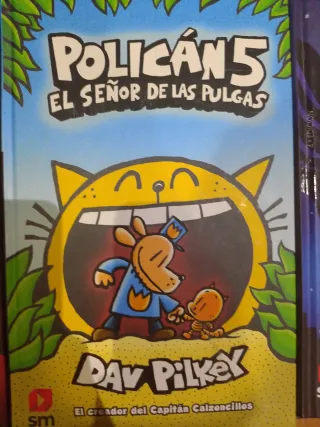 POLICÁN 5
EL SEÑOR DE LAS PULGAS
DAV PILKEY
sm
El creador del Capitán Calzoncillos